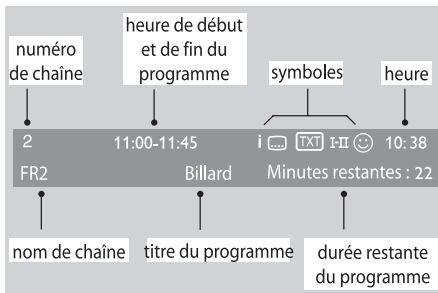 heure de début
et de fin du
programme
numéro
de chaîne
symboles
heure
2 11:00-11:45 i TXT I-II 10:38
FR2 Billard Minutes restantes : 22
nom de chaîne titre du programme durée restante
du programme